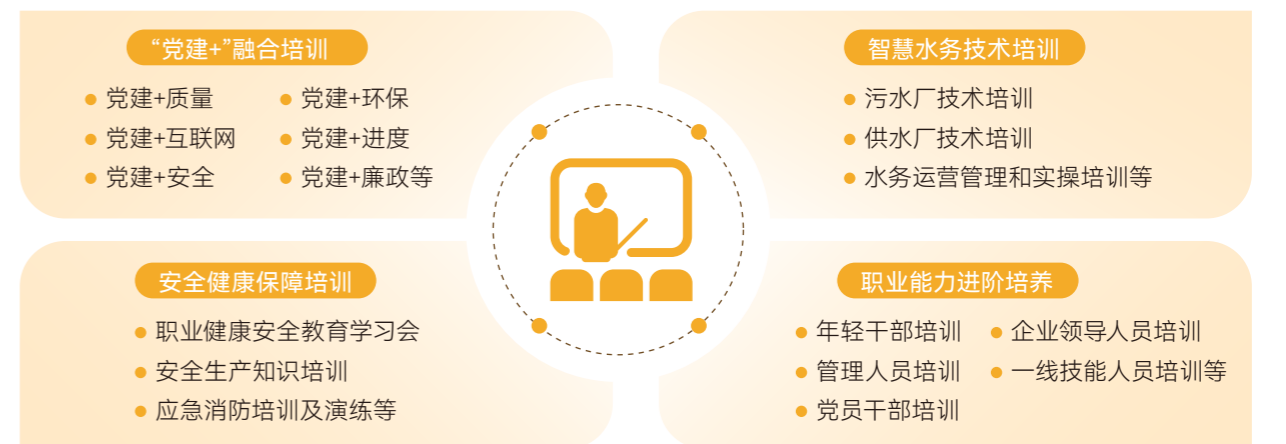 “党建+”融合培训
党建+质量
党建+环保
党建+互联网
党建+进度
党建+安全
党建+廉政等
智慧水务技术培训
污水厂技术培训
供水厂技术培训
水务运营管理和实操培训等
安全健康保障培训
职业健康安全教育学习会
安全生产知识培训
应急消防培训及演练等
职业能力进阶培养
年轻干部培训
企业领导人员培训
管理人员培训
一线技能人员培训等
党员干部培训